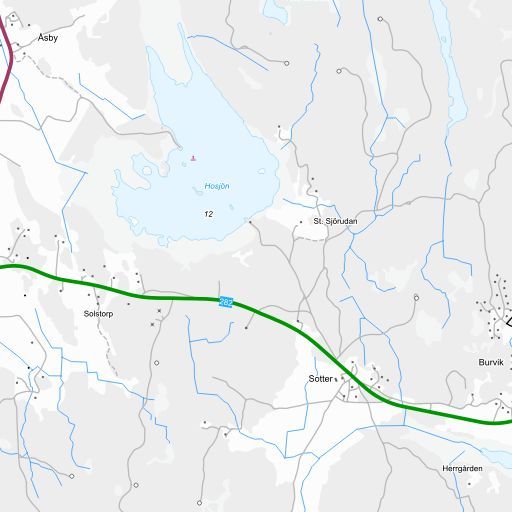 Åsby
Hosjön
12
St. Sjörudan
282
Solstorp
Burvik
Sotter
Herrgården